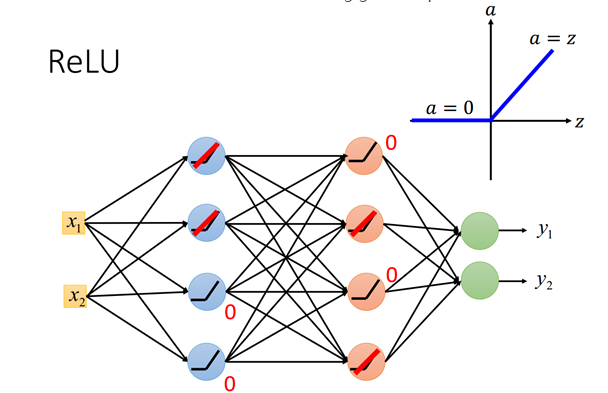 ReLU
a
a = z
a = 0
z
0
x₁
y₁
0
x₂
y₂
0
0